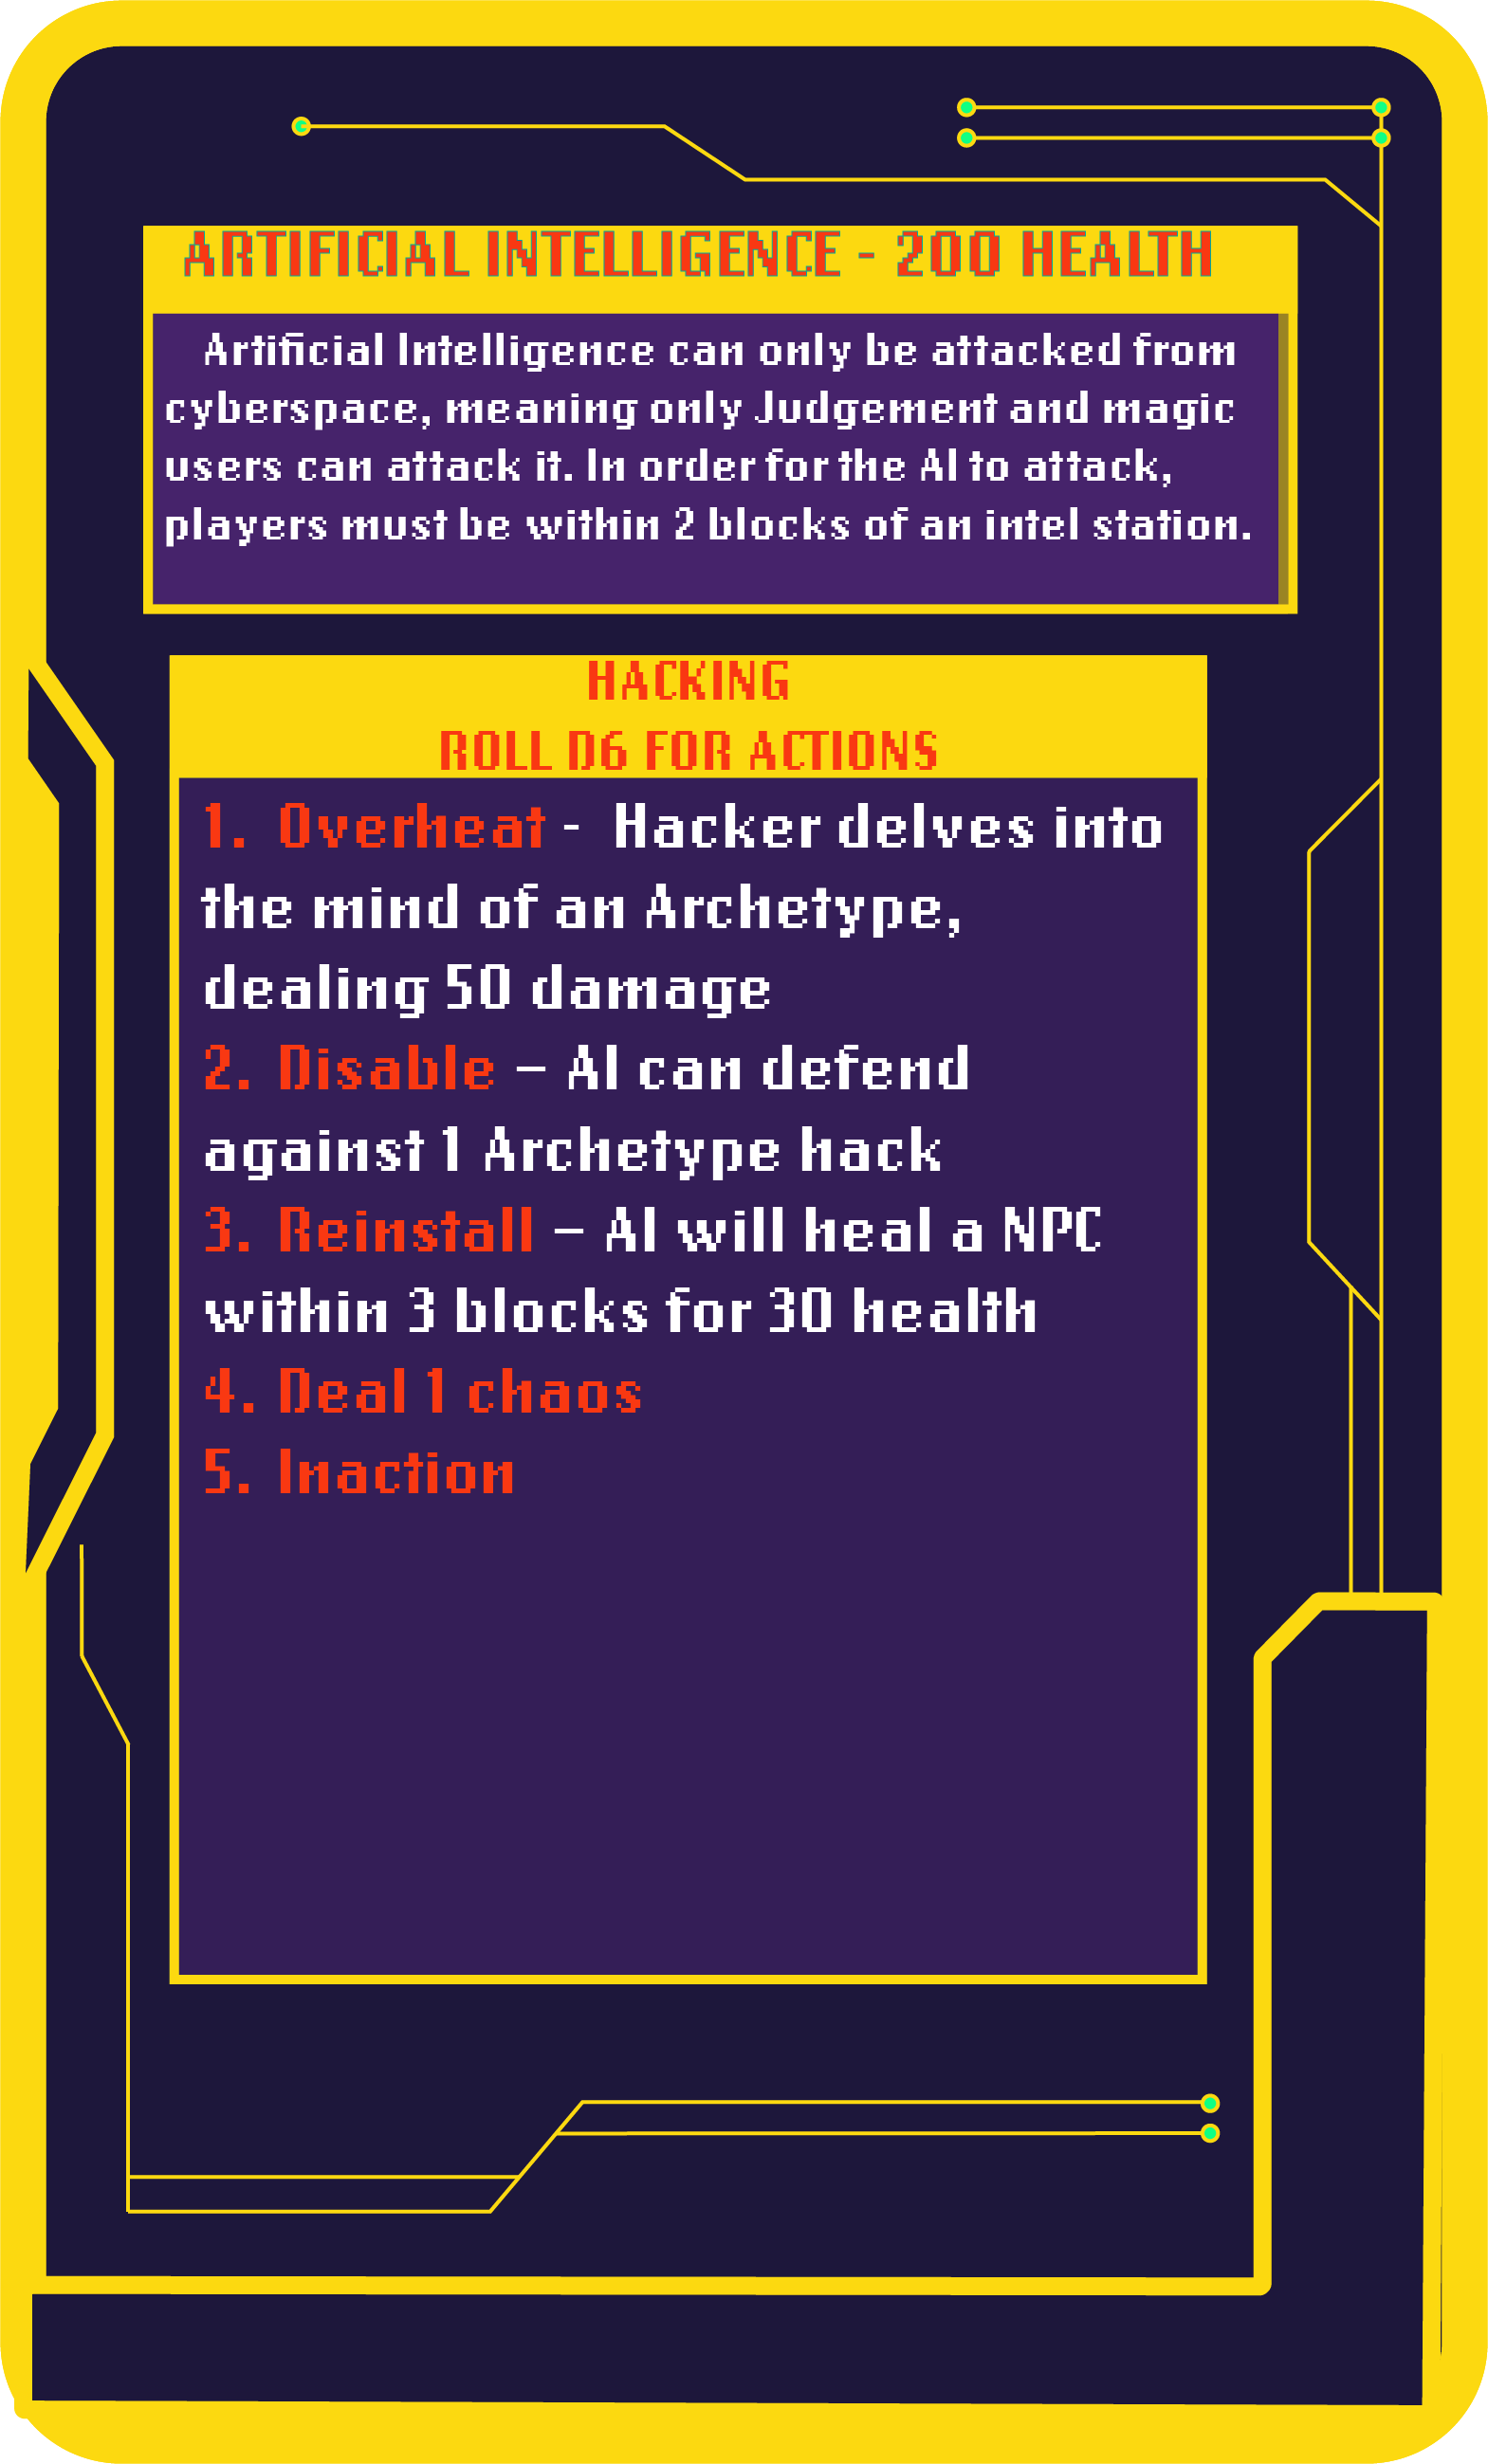 ARTIFICIAL INTELLIGENCE - 200 HEALTH
Artificial Intelligence can only be attacked from
cyberspace, meaning only Judgement and magic
users can attack it. In order for the AI to attack,
players must be within 2 blocks of an intel station.
HACKING
ROLL D6 FOR ACTIONS
1. Overheat - Hacker delves into
the mind of an Archetype,
dealing 50 damage
2. Disable – AI can defend
against 1 Archetype hack
3. Reinstall – AI will heal a NPC
within 3 blocks for 30 health
4. Deal 1 chaos
5. Inaction